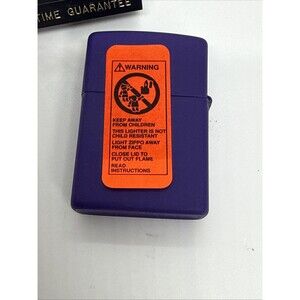 TIME GUARANTEE
WARNING
KEEP AWAY
FROM CHILDREN
THIS LIGHTER IS NOT
CHILD RESISTANT
LIGHT ZIPPO AWAY
FROM FACE
CLOSE LID TO
PUT OUT FLAME
READ
INSTRUCTIONS